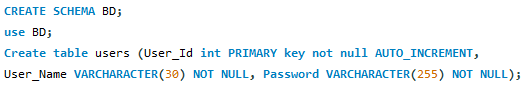 CREATE SCHEMA BD;
use BD;
Create table users (User_Id int PRIMARY key not null AUTO_INCREMENT,
User_Name VARCHARACTER(30) NOT NULL, Password VARCHARACTER(255) NOT NULL);